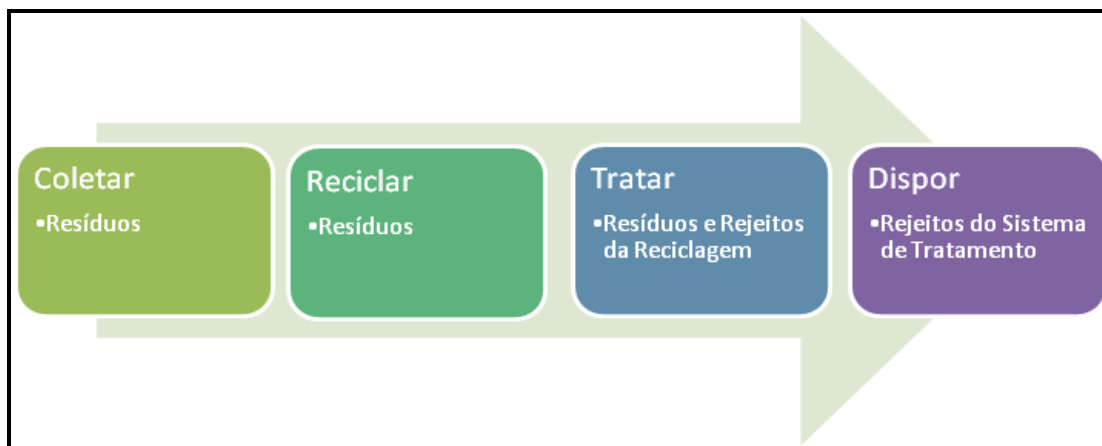 Coletar
•Resíduos
Reciclar
•Resíduos
Tratar
•Resíduos e Rejeitos
da Reciclagem
Dispor
•Rejeitos do Sistema
de Tratamento